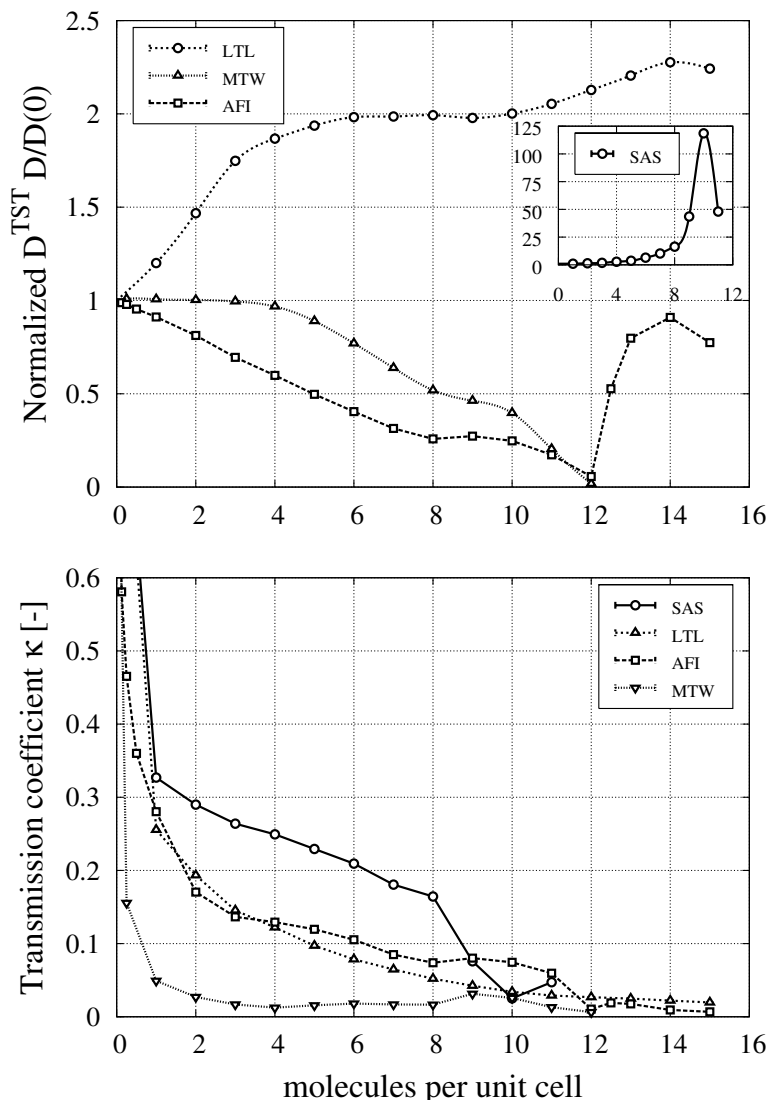 Normalized D^TST D/D(0)
2.5
2
1.5
1
0.5
0
LTL
MTW
AFI
125
100
75
50
25
0
SAS
0 4 8 12
0 2 4 6 8 10 12 14 16
Transmission coefficient κ [-]
0.6
0.5
0.4
0.3
0.2
0.1
0
SAS
LTL
AFI
MTW
0 2 4 6 8 10 12 14 16
molecules per unit cell